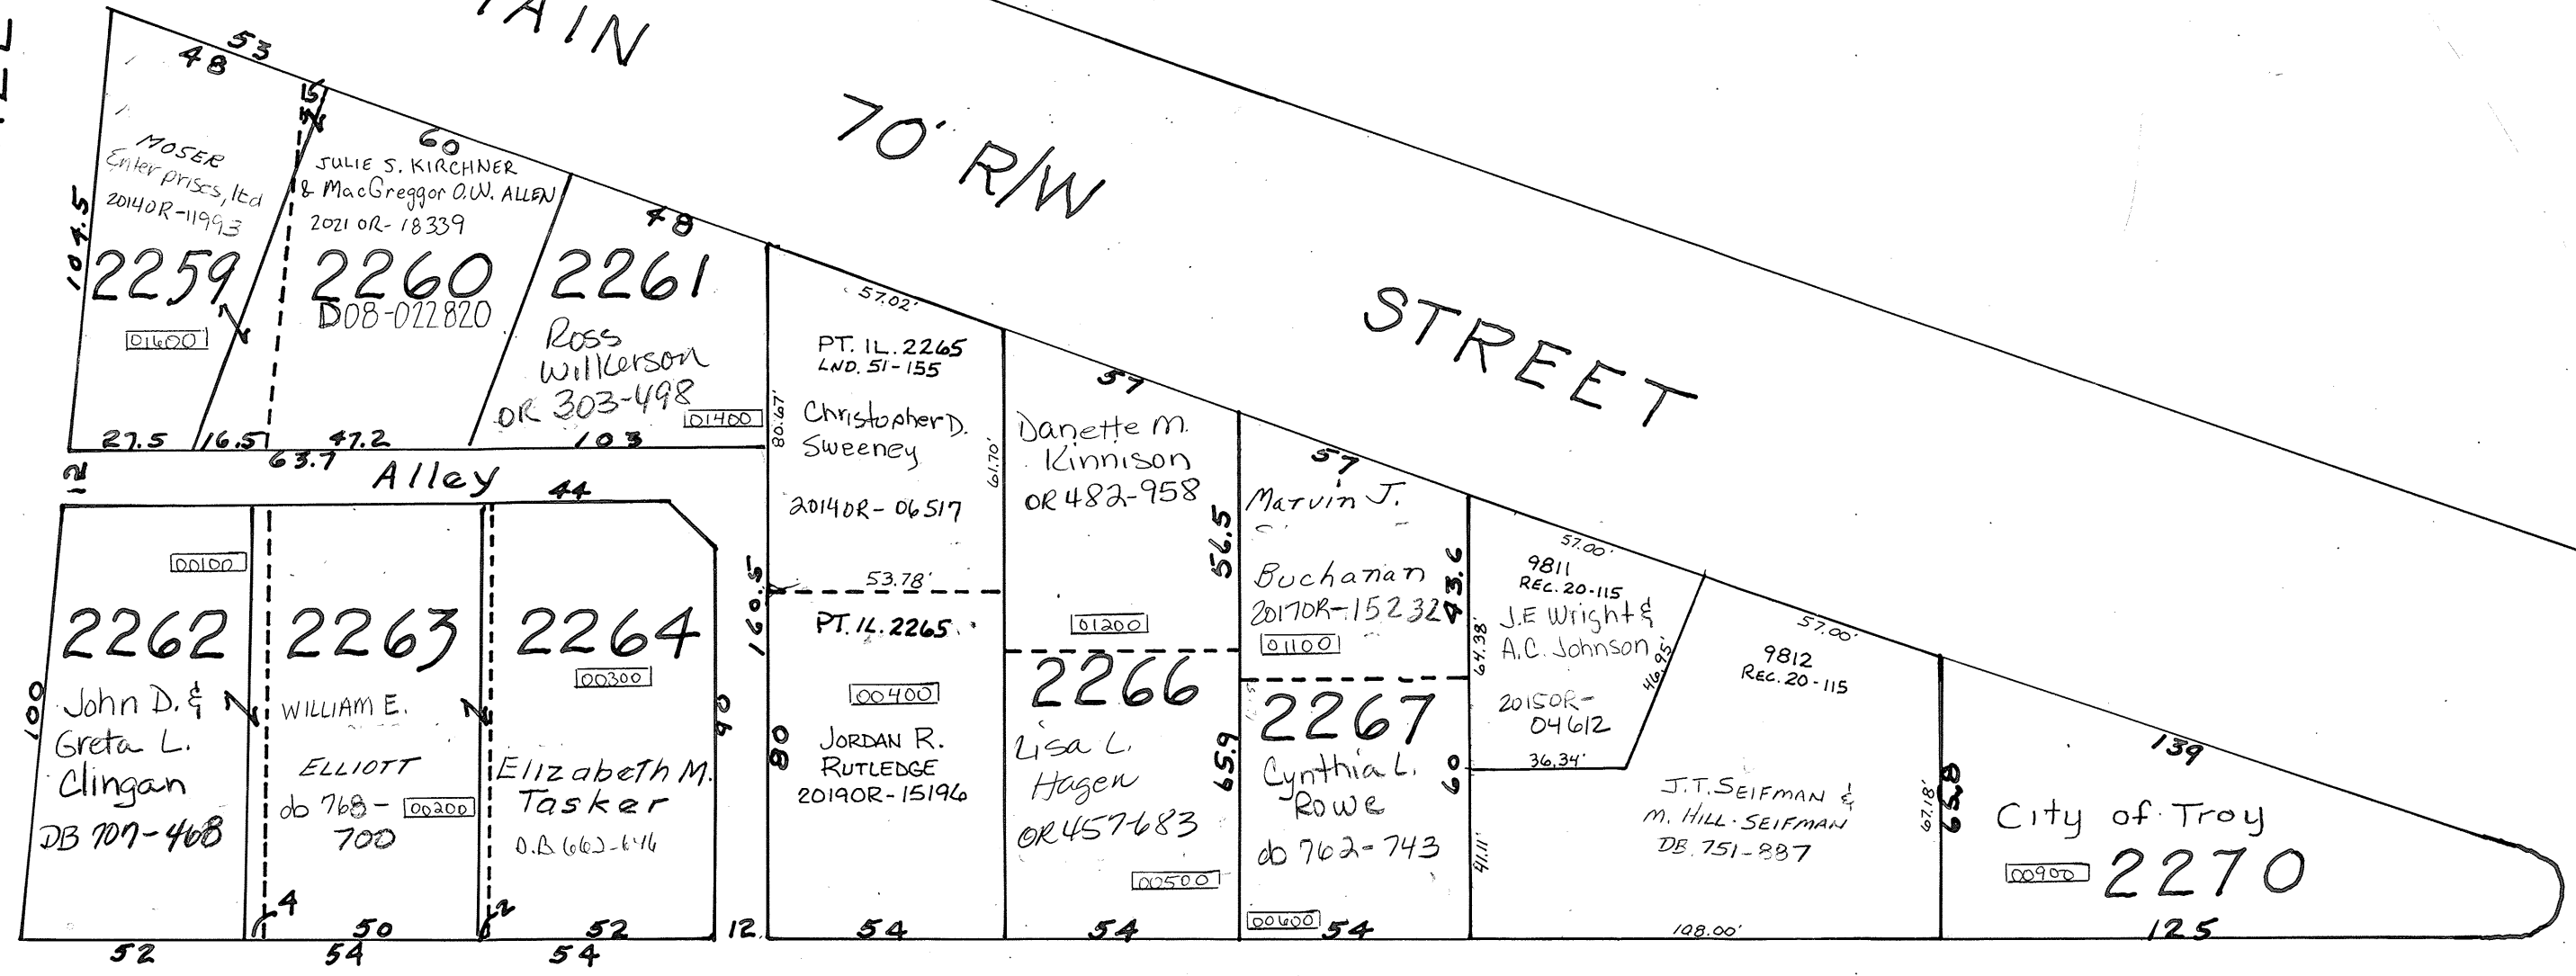 TAIN
70' R/W
STREET
53
48
5
MOSER
Enterprises, ltd
2014OR-11993
104.5
2259
01600
27.5
16.5
60
JULIE S. KIRCHNER
& MacGreggor O.W. ALLEN
2021 OR-18339
2260
D08-022820
47.2
63.7
48
2261
Ross
Wilkerson
OR 303-498
01400
103
12
Alley
44
00100
2262
John D. &
Greta L.
Clingan
DB 707-468
100
52
2263
WILLIAM E.
ELLIOTT
db 768-
700
00200
4
50
54
2264
00300
Elizabeth M.
Tasker
D.B. 662-646
90
2
52
54
12
57.02'
PT. IL. 2265
LND. 51-155
80.67'
Christopher D.
Sweeney
2014OR-06517
61.70'
160.5
53.78'
PT. IL. 2265
00400
JORDAN R.
RUTLEDGE
2019OR-15196
80
54
57
Danette M.
Kinnison
OR 482-958
01200
56.5
2266
Lisa L.
Hagen
OR 457-683
65.9
00500
54
57
Marvin J.
Buchanan
2017OR-15232
01100
43.6
2267
Cynthia L.
Rowe
db 762-743
60
00600
54
57.00'
9811
REC. 20-115
J.E Wright &
A.C. Johnson
2015OR-
04612
64.38'
46.95'
36.34'
41.11'
57.00'
9812
REC. 20-115
J.T. SEIFMAN &
M. HILL-SEIFMAN
DB. 751-887
67.18'
108.00'
139
City of Troy
00900
2270
125